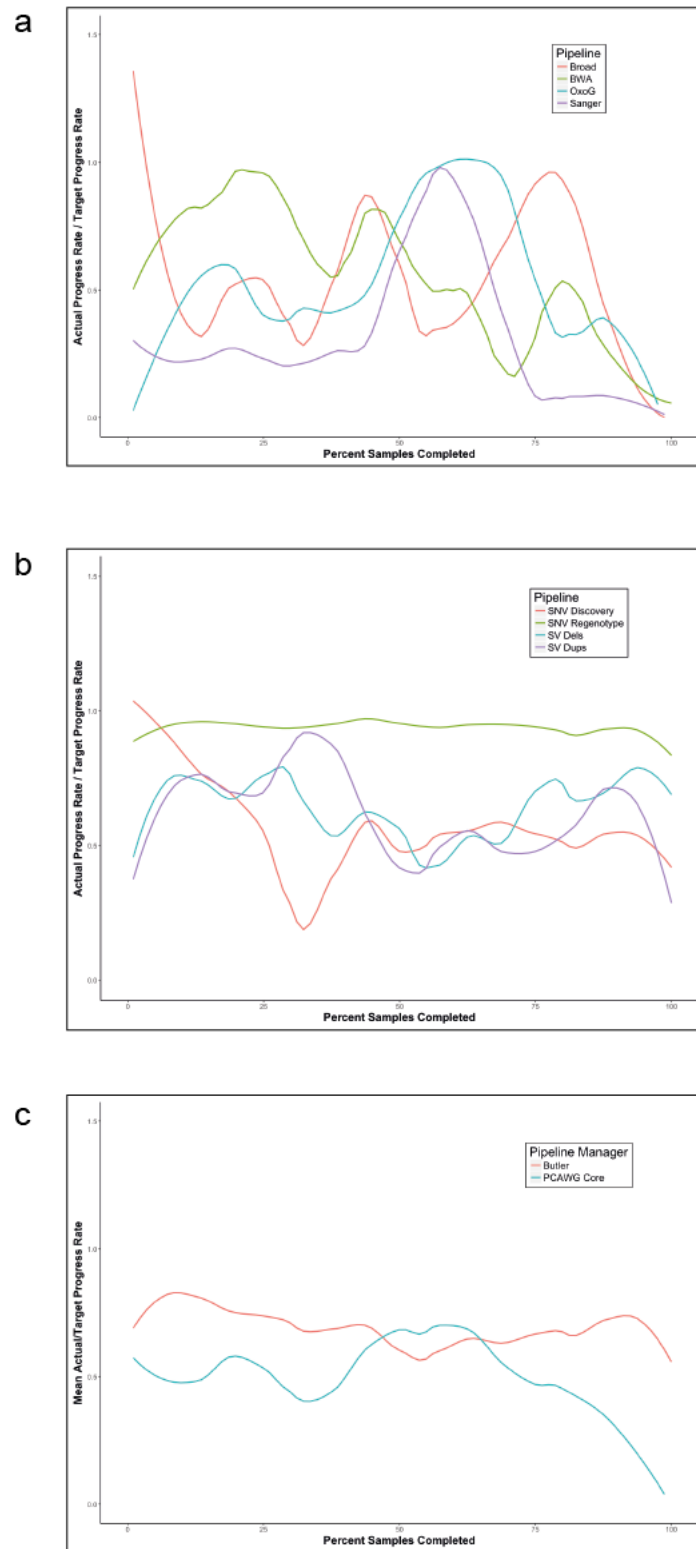 a
1.5
Pipeline
Broad
BWA
OxoG
Sanger
1.0
0.5
0.0
Actual Progress Rate / Target Progress Rate
0
25
50
75
100
Percent Samples Completed
b
1.5
Pipeline
SNV Discovery
SNV Regenotype
SV Dels
SV Dups
1.0
0.5
0.0
Actual Progress Rate / Target Progress Rate
0
25
50
75
100
Percent Samples Completed
c
1.5
Pipeline Manager
Butler
PCAWG Core
1.0
0.5
0.0
Mean Actual/Target Progress Rate
0
25
50
75
100
Percent Samples Completed